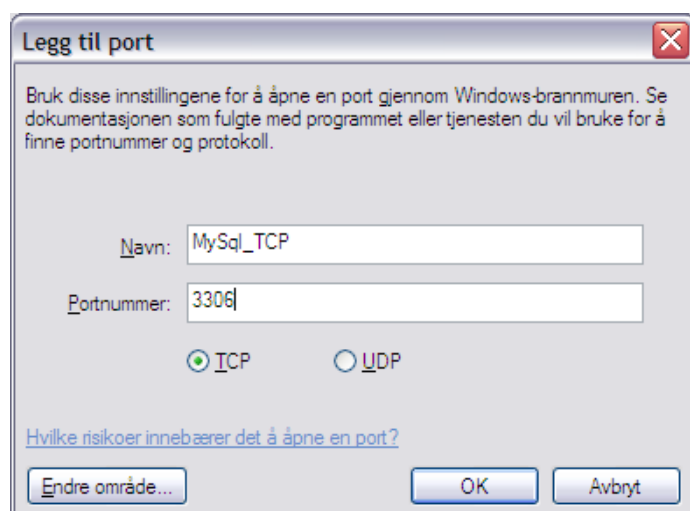 Legg til port
Bruk disse innstillingene for å åpne en port gjennom Windows-brannmuren. Se
dokumentasjonen som fulgte med programmet eller tjenesten du vil bruke for å
finne portnummer og protokoll.
Navn: MySql_TCP
Portnummer: 3306
TCP UDP
Hvilke risikoer innebærer det å åpne en port?
Endre område... OK Avbryt